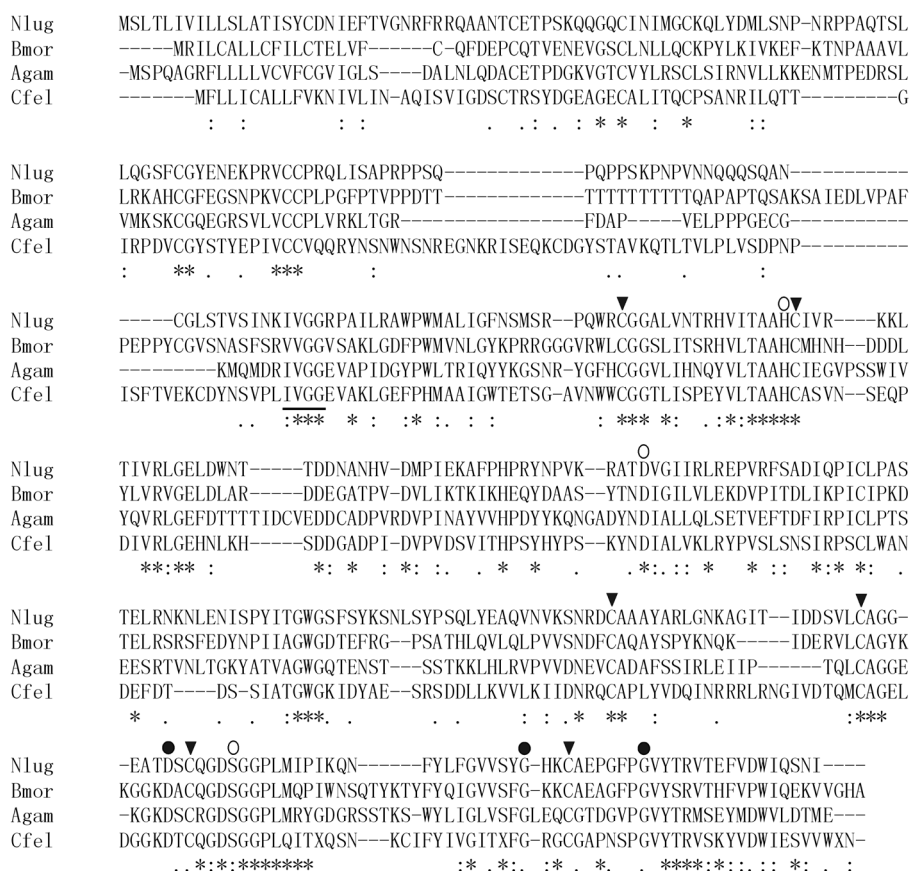 Nlug MSLTLIVILLSLATISYCDNIEFTVGNRFRRQAANTCETPSKQQGQCINIMGCKQLYDMLSNP-NRPPAQTSL
Bmor -----MRILCALLCFILCTELVF------C-QFDEPCQTVENEVGSCLNLLQCKPYLKIVKEF-KTNPAAAVL
Agam -MSPQAGRFLLLLVCVFCGVIGLS----DALNLQDACETPDGKVGTCVYLRSCLSIRNVLLKKENMTPEDRSL
Cfel -------MFLLICALLFVKNIVLIN-AQISVIGDSCTRSYDGEAGECALITQCPSANRILQTT---------G
: : : : . .: . : * * : * ::
Nlug LQGSFCGYENEKPRVCCPRQLISAPRPPSQ-------------PQPPSKPNPVNNQQQSQAN-----------
Bmor LRKAHCGFEGSNPKVCCPLPGFPTVPPDTT-------------TTTTTTTTTTQAPAPTQSAKSAIEDLVPAF
Agam VMKSKCGQEGRSVLVCCPLVRKLTGR-----------------FDAP-----VELPPPGECG-----------
Cfel IRPDVCGYSTYEPIVCCVQQRYNSNWNSNREGNKRISEQKCDGYSTAVKQTLTVLPLVSDPNP----------
: ** . . *** : .. . :
▼ ○▼
Nlug -----CGLSTVSINKIVGGRPAILRAWPWMALIGFNSMSR--PQWRCGGALVNTRHVITAAHCIVR----KKL
Bmor PEPPYCGVSNASFSRVVGGVSAKLGDFPWMVNLGYKPRRGGGVRWLCGGSLITSRHVLTAAHCMHNH--DDDL
Agam ---------KMQMDRIVGGEVAPIDGYPWLTRIQYYKGSNR-YGFHCGGVLIHNQYVLTAAHCIEGVPSSWIV
Cfel ISFTVEKCDYNSVPLIVGGEVAKLGEFPHMAAIGWTETSG-AVNWWCGGTLISPEYVLTAAHCASVN--SEQP
.. :*** * : :* : : : : *** *: .:*:*****
○
Nlug TIVRLGELDWNT-----TDDNANHV-DMPIEKAFPHPRYNPVK--RATDVGIIRLREPVRFSADIQPICLPAS
Bmor YLVRVGELDLAR-----DDEGATPV-DVLIKTKIKHEQYDAAS--YTNDIGILVLEKDVPITDLIKPICIPKD
Agam YQVRLGEFDTTTTIDCVEDDCADPVRDVPINAYVVHPDYYKQNGADYNDIALLQLSETVEFTDFIRPICLPTS
Cfel DIVRLGEHNLKH-----SDDGADPI-DVPVDSVITHPSYHYPS--KYNDIALVKLRYPVSLSNSIRPSCLWAN
**:** : *: * : *: :. . * * . *:.:: * * : *:* *: .
▼ ▼
Nlug TELRNKNLENISPYITGWGSFSYKSNLSYPSQLYEAQVNVKSNRDCAAAYARLGNKAGIT--IDDSVLCAGG-
Bmor TELRSRSFEDYNPIIAGWGDTEFRG--PSATHLQVLQLPVVSNDFCAQAYSPYKNQK-----IDERVLCAGYK
Agam EESRTVNLTGKYATVAGWGQTENST---SSTKKLHLRVPVVDNEVCADAFSSIRLEIIP------TQLCAGGE
Cfel DEFDT----DS-SIATGWGKIDYAE--SRSDDLLKVVLKIIDNRQCAPLYVDQINRRRLRNGIVDTQMCAGEL
* . . :***. . . : : .* ** : . :***
●▼ ○ ● ▼ ●
Nlug -EATDSCQGDSGGPLMIPIKQN------FYLFGVVSYG-HKCAEPGFPGVYTRVTEFVDWIQSNI----
Bmor KGGKDACQGDSGGPLMQPIWNSQTYKTYFYQIGVVSFG-KKCAEAGFPGVYSRVTHFVPWIQEKVVGHA
Agam -KGKDSCRGDSGGPLMRYGDGRSSTKS-WYLIGLVSFGLEQCGTDGVPGVYTRMSEYMDWVLDTME---
Cfel DGGKDTCQGDSGGPLQITXQSN---KCIFYIVGITXFG-RGCGAPNSPGVYTRVSKYVDWIESVVWXN-
..*:*:******* :*: .:* *. . ****:*::.:: *: :